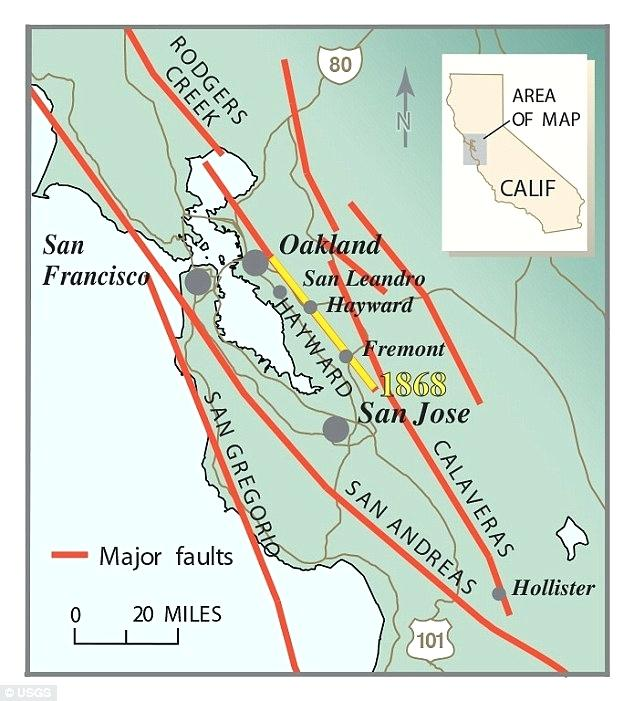 RODGERS
CREEK
80
N
AREA
OF MAP
CALIF
San
Francisco
Oakland
San Leandro
Hayward
HAYWARD
Fremont
1868
San Jose
SAN GREGORIO
SAN ANDREAS
CALAVERAS
Hollister
Major faults
0 20 MILES
101
© USGS